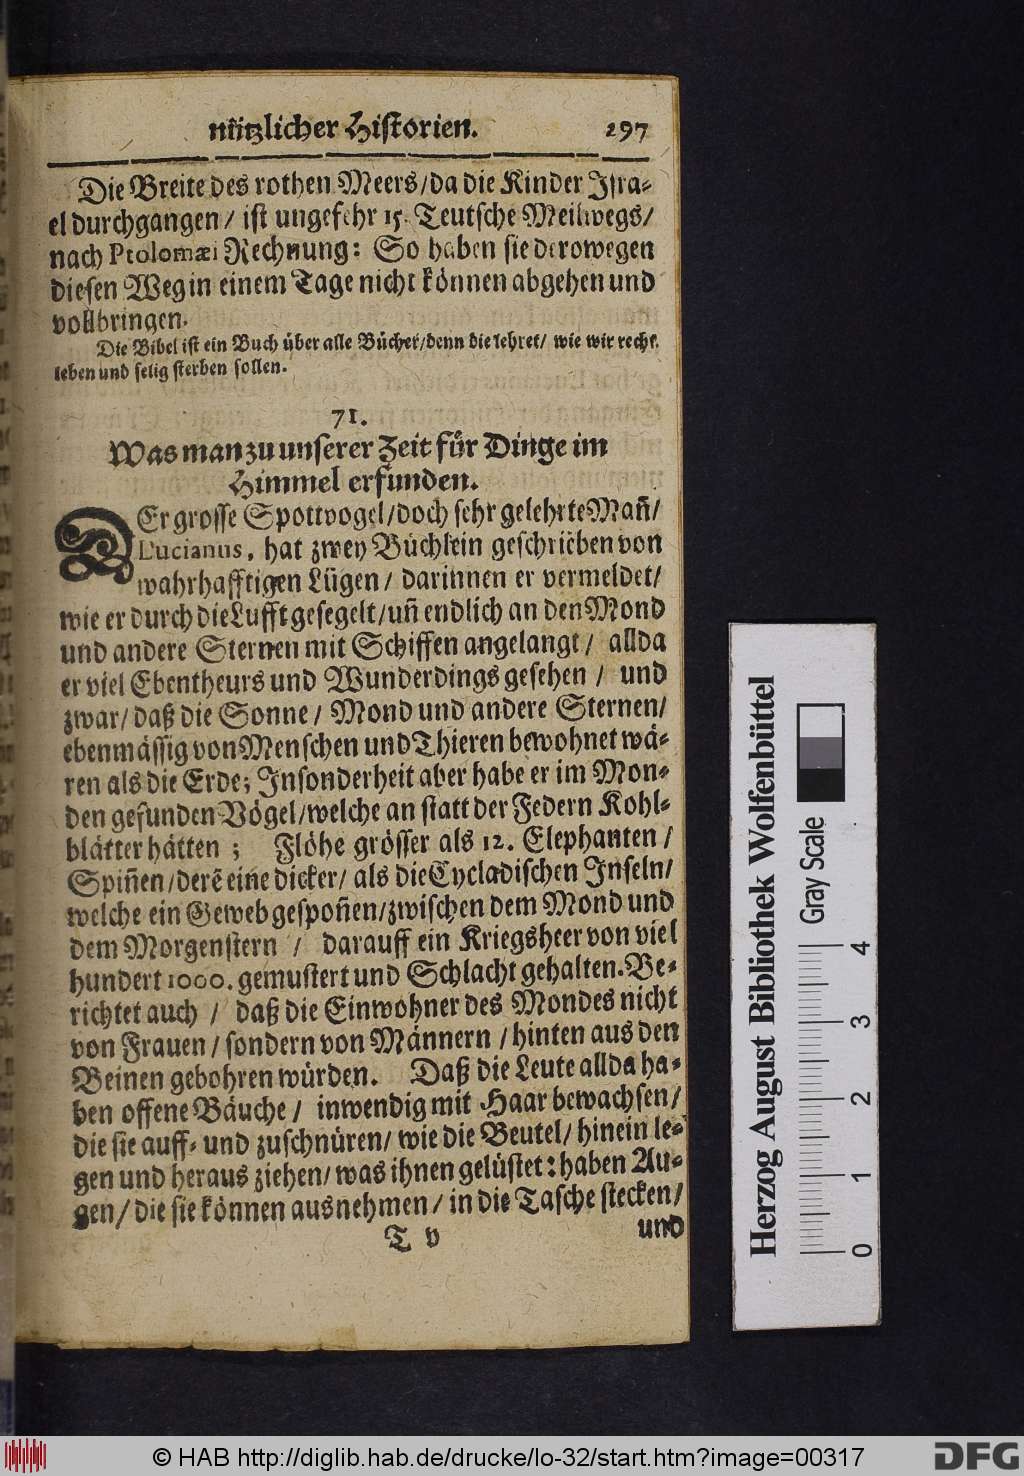 nützlicher Historien. 297
Die Breite des rothen Meers/da die Kinder Isra-
el durchgangen/ ist ungefehr 15. Teutsche Meilwegs/
nach Ptolomæi Rechnung: So haben sie derowegen
diesen Weg in einem Tage nicht können abgehen und
vollbringen.
Die Bibel ist ein Buch über alle Bücher/denn die lehret/ wie wir recht
leben und selig sterben sollen.
71.
Was man zu unserer Zeit für Dinge im
Himmel erfunden.
DEr grosse Spottvogel/doch sehr gelehrte Mañ/
Lucianus, hat zwey Büchlein geschrieben von
wahrhafftigen Lügen/ darinnen er vermeldet/
wie er durch die Lufft gesegelt/uñ endlich an den Mond
und andere Sternen mit Schiffen angelangt/ allda
er viel Ebentheurs und Wunderdings gesehen/ und
zwar/ daß die Sonne/ Mond und andere Sternen/
ebenmässig von Menschen und Thieren bewohnet wä-
ren als die Erde; Insonderheit aber habe er im Mon-
den gefunden Vögel/welche an statt der Federn Kohl-
blätter hätten; Flöhe grösser als 12. Elephanten/
Spiñen/derẽ eine dicker/ als die Cycladischen Inseln/
welche ein Geweb gespoñen/zwischen dem Mond und
dem Morgenstern/ darauff ein Kriegsheer von viel
hundert 1000. gemustert und Schlacht gehalten. Be-
richtet auch/ daß die Einwohner des Mondes nicht
von Frauen/ sondern von Männern/ hinten aus den
Beinen gebohren würden. Daß die Leute allda ha-
ben offene Bäuche/ inwendig mit Haar bewachsen/
die sie auff- und zuschnüren/ wie die Beutel/ hinein le-
gen und heraus ziehen/ was ihnen gelüstet: haben Au-
gen/ die sie können ausnehmen/ in die Tasche stecken/
T v und
Herzog August Bibliothek Wolfenbüttel
Gray Scale
0 1 2 3 4
© HAB http://diglib.hab.de/drucke/lo-32/start.htm?image=00317
DFG